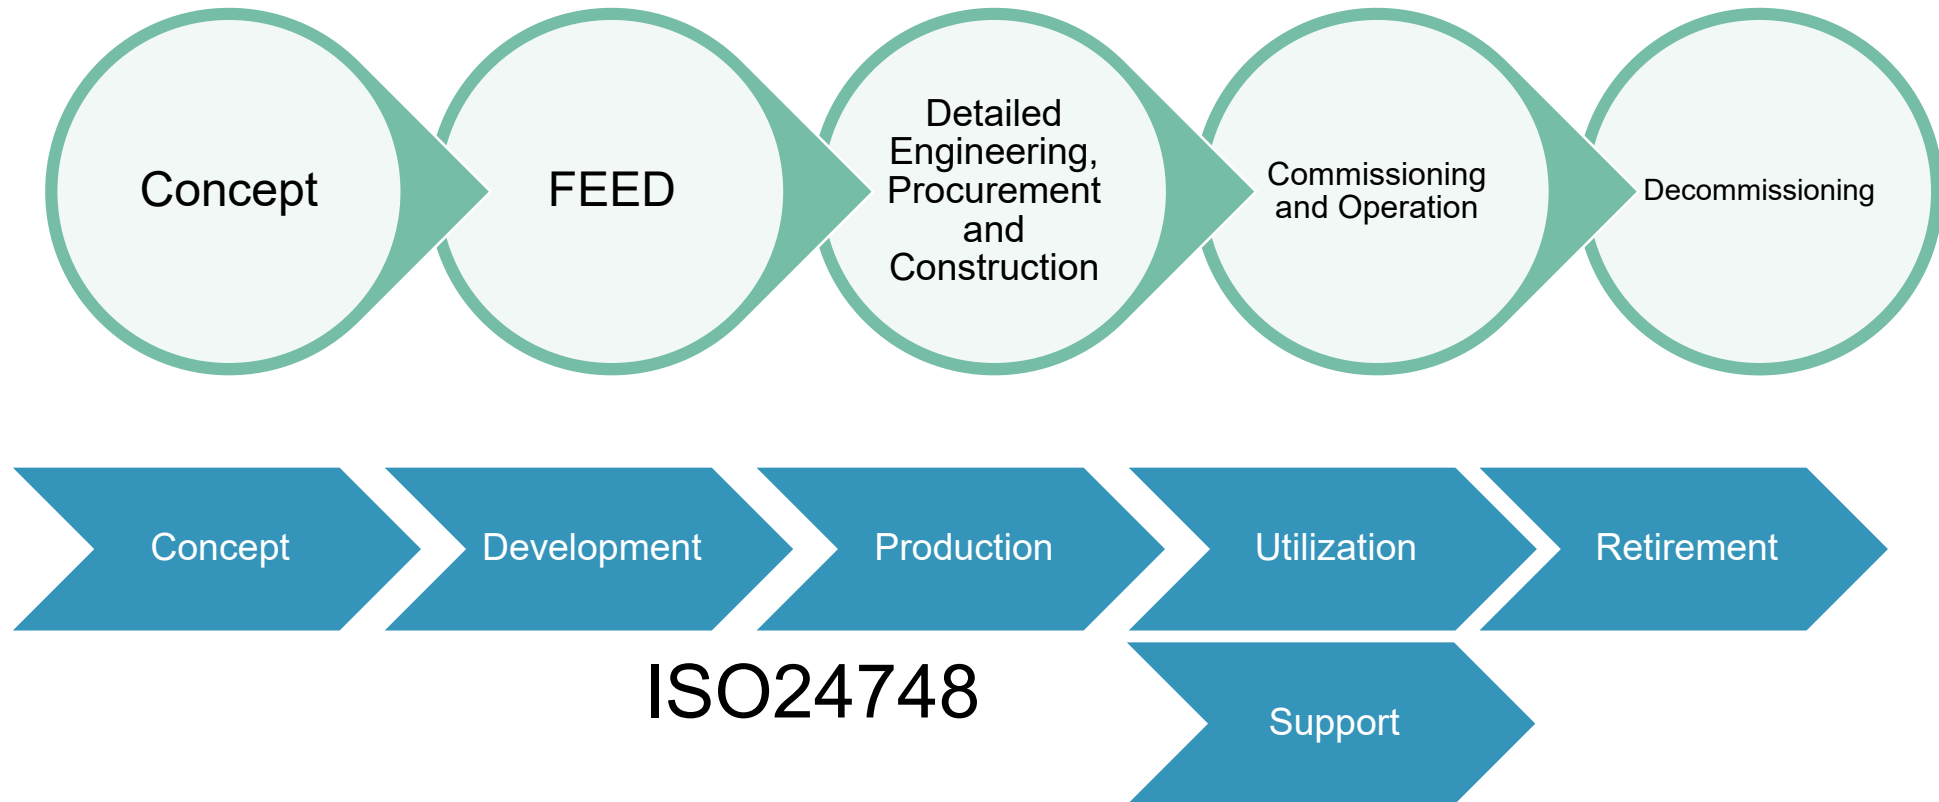 Concept
FEED
Detailed
Engineering,
Procurement
and
Construction
Commissioning
and Operation
Decommissioning
Concept
Development
Production
Utilization
Retirement
ISO24748
Support